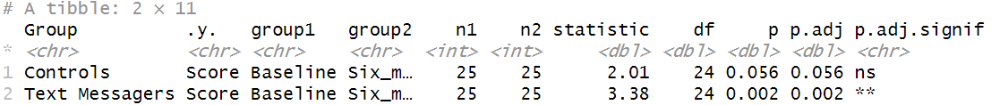 # A tibble: 2 × 11
Group .y. group1 group2 n1 n2 statistic df p p.adj p.adj.signif
* <chr> <chr> <chr> <chr> <int> <int> <dbl> <dbl> <dbl> <dbl> <chr>
1 Controls Score Baseline Six_m… 25 25 2.01 24 0.056 0.056 ns
2 Text Messagers Score Baseline Six_m… 25 25 3.38 24 0.002 0.002 **